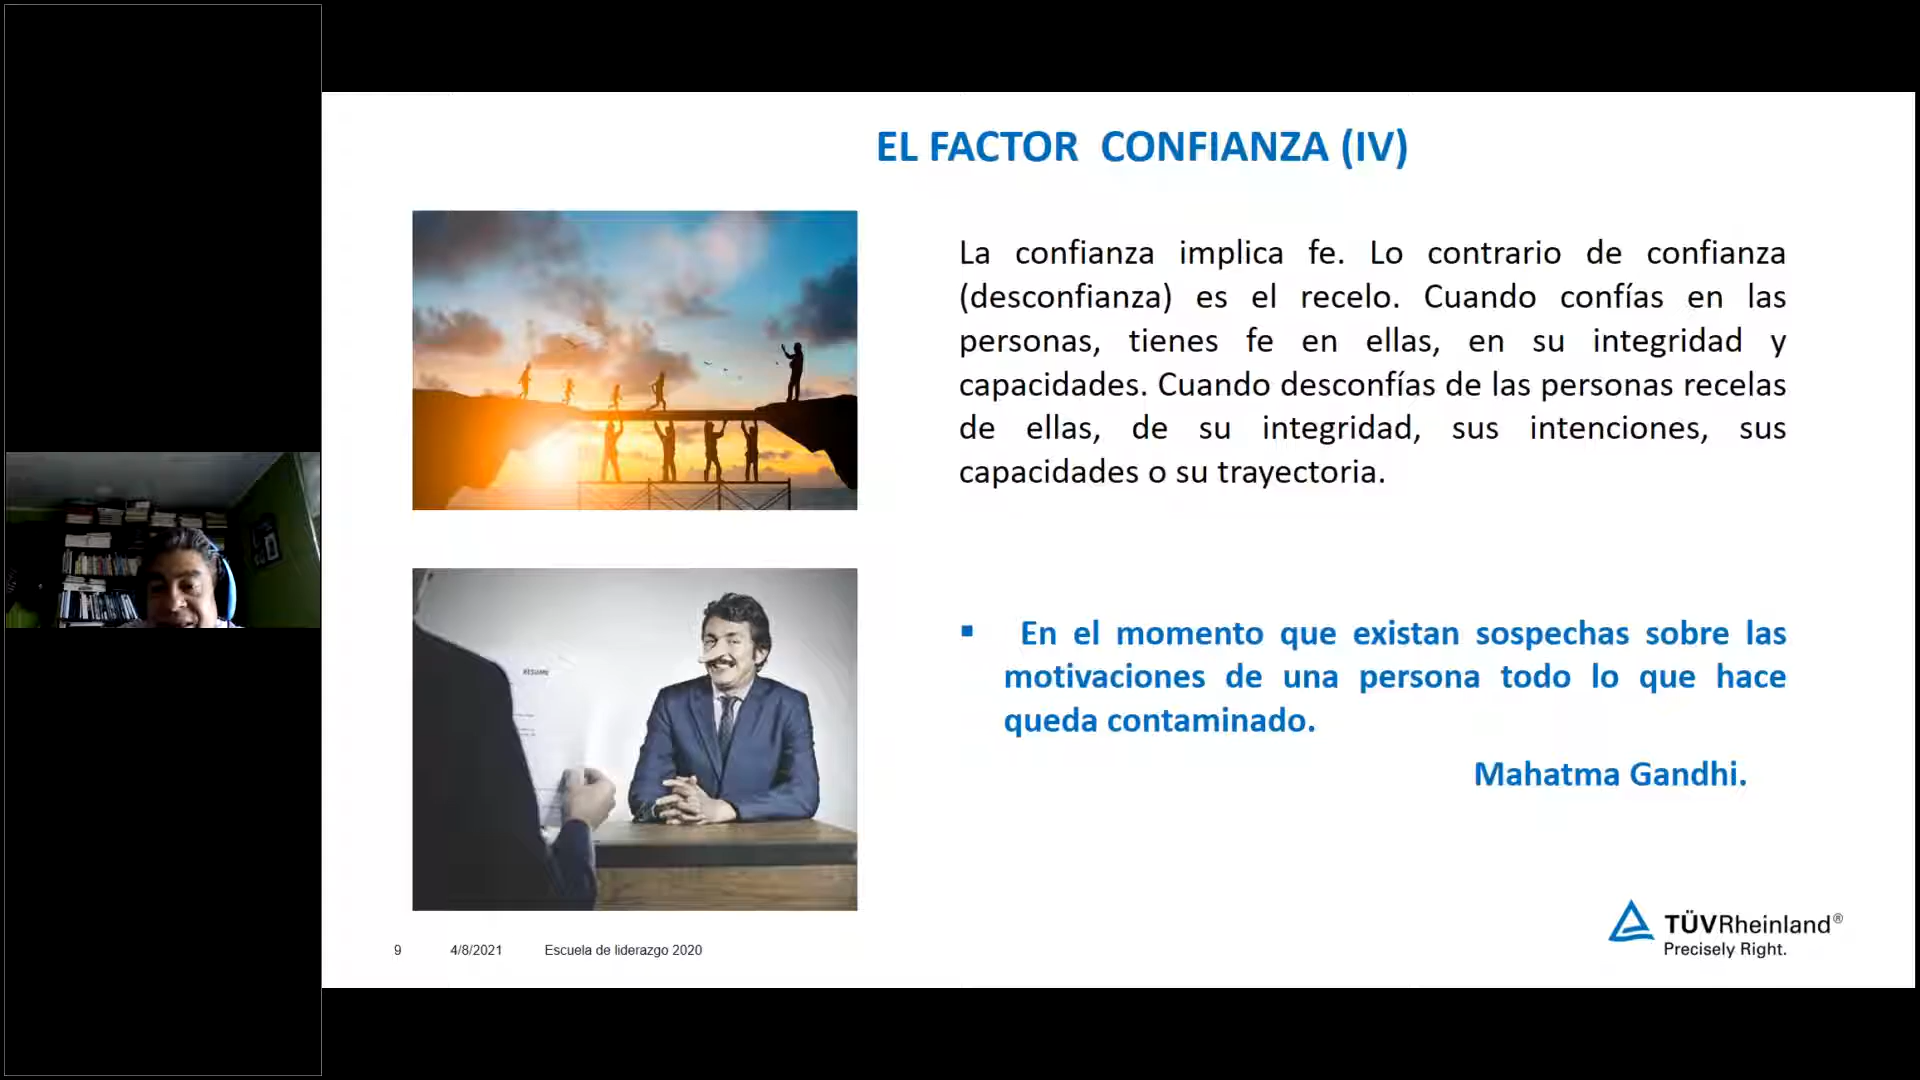 EL FACTOR CONFIANZA (IV)
La confianza implica fe. Lo contrario de confianza
(desconfianza) es el recelo. Cuando confías en las
personas, tienes fe en ellas, en su integridad y
capacidades. Cuando desconfías de las personas recelas
de ellas, de su integridad, sus intenciones, sus
capacidades o su trayectoria.
RESUME
▪ En el momento que existan sospechas sobre las
motivaciones de una persona todo lo que hace
queda contaminado.
Mahatma Gandhi.
TÜVRheinland®
Precisely Right.
9 4/8/2021 Escuela de liderazgo 2020